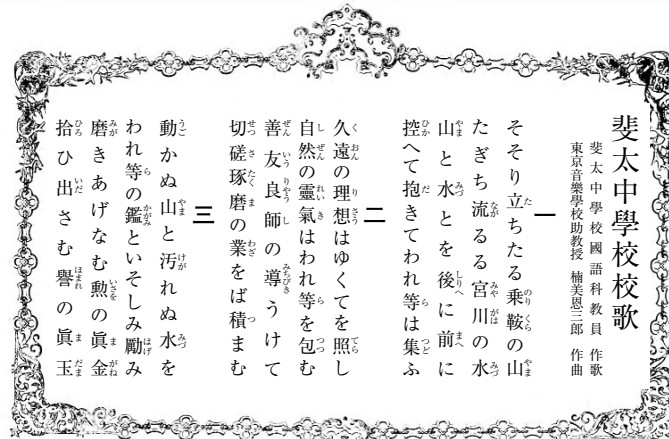 斐太中學校校歌
斐太中學校國語科教員 作歌
東京音樂學校助教授 楠美恩三郎 作曲
一
そそり立ちたる乘鞍の山
たぎち流るる宮川の水
山と水とを後に前に
控へて抱きてわれ等は集ふ
二
久遠の理想はゆくてを照し
自然の靈氣はわれ等を包む
善友良師の導うけて
切磋琢磨の業をば積まむ
三
動かぬ山と汚れぬ水を
われ等の鑑といそしみ勵み
磨きあげなむ勲の眞金
拾ひ出さむ譽の眞玉